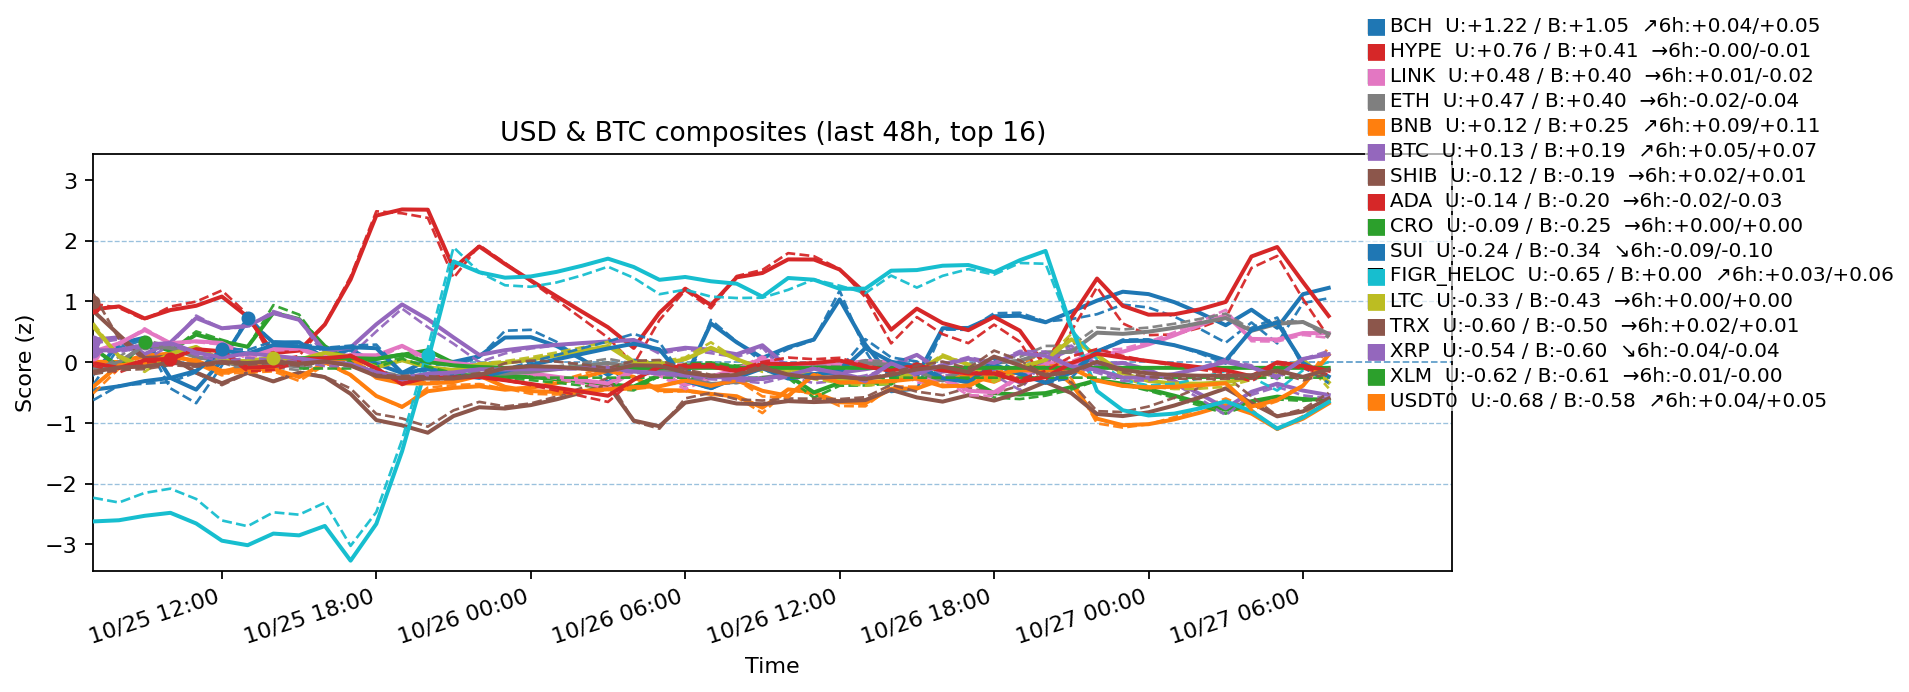 BCH U:+1.22 / B:+1.05 ↗6h:+0.04/+0.05
HYPE U:+0.76 / B:+0.41 →6h:-0.00/-0.01
LINK U:+0.48 / B:+0.40 →6h:+0.01/-0.02
ETH U:+0.47 / B:+0.40 →6h:-0.02/-0.04
BNB U:+0.12 / B:+0.25 ↗6h:+0.09/+0.11
BTC U:+0.13 / B:+0.19 ↗6h:+0.05/+0.07
SHIB U:-0.12 / B:-0.19 →6h:+0.02/+0.01
ADA U:-0.14 / B:-0.20 →6h:-0.02/-0.03
CRO U:-0.09 / B:-0.25 →6h:+0.00/+0.00
SUI U:-0.24 / B:-0.34 ↘6h:-0.09/-0.10
FIGR_HELOC U:-0.65 / B:+0.00 ↗6h:+0.03/+0.06
LTC U:-0.33 / B:-0.43 →6h:+0.00/+0.00
TRX U:-0.60 / B:-0.50 →6h:+0.02/+0.01
XRP U:-0.54 / B:-0.60 ↘6h:-0.04/-0.04
XLM U:-0.62 / B:-0.61 →6h:-0.01/-0.00
USDT0 U:-0.68 / B:-0.58 ↗6h:+0.04/+0.05
USD & BTC composites (last 48h, top 16)
Score (z)
3
2
1
0
−1
−2
−3
10/25 12:00
10/25 18:00
10/26 00:00
10/26 06:00
10/26 12:00
10/26 18:00
10/27 00:00
10/27 06:00
Time